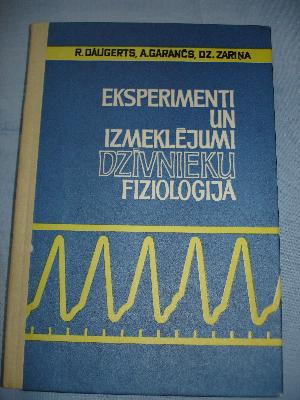 R. DAUGERTS, A. GARANČS, DZ. ZARIŅA
EKSPERIMENTI
UN
IZMEKLĒJUMI
DZĪVNIEKU
FIZIOLOĢIJĀ